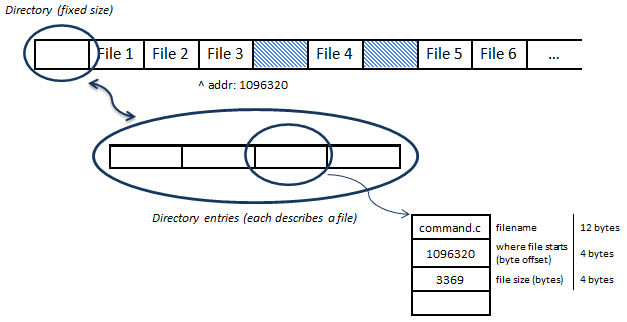 Directory (fixed size)
File 1 File 2 File 3 File 4 File 5 File 6 ...
^ addr: 1096320
Directory entries (each describes a file)
command.c filename 12 bytes
1096320 where file starts (byte offset) 4 bytes
3369 file size (bytes) 4 bytes